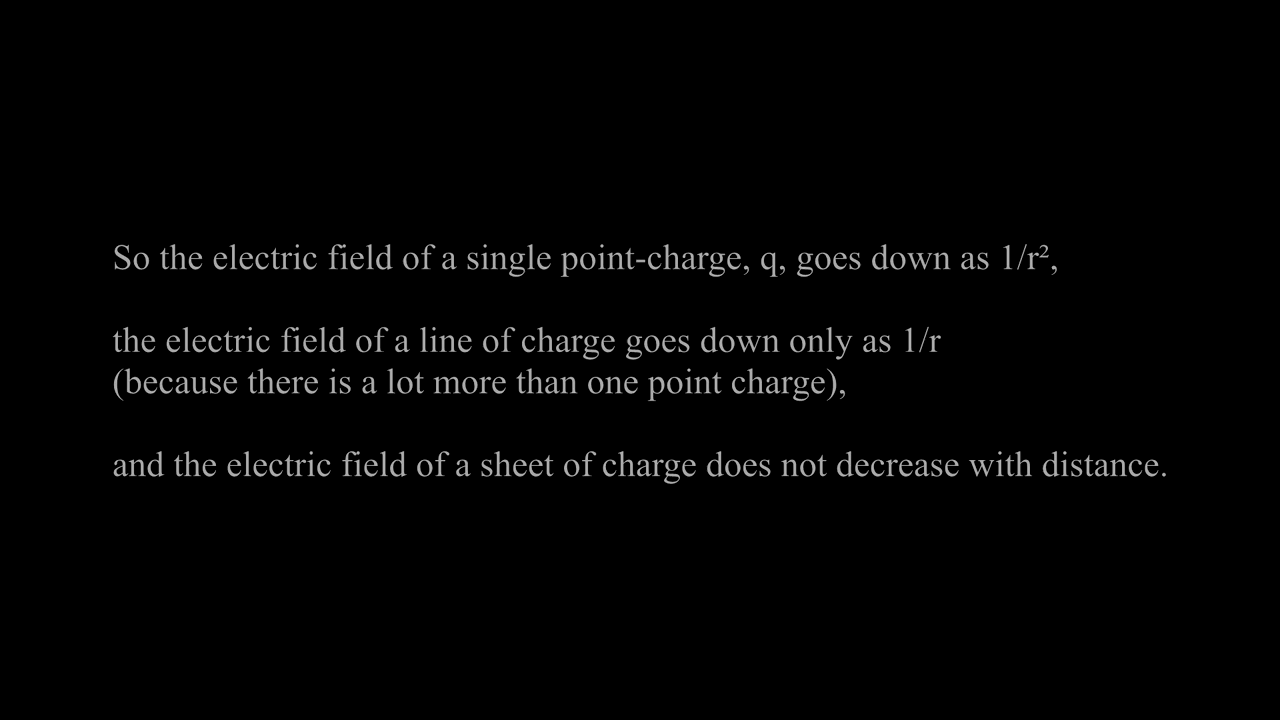 So the electric field of a single point-charge, q, goes down as 1/r²,
the electric field of a line of charge goes down only as 1/r
(because there is a lot more than one point charge),
and the electric field of a sheet of charge does not decrease with distance.